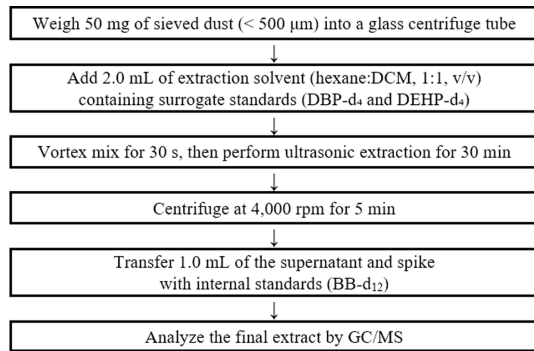 Weigh 50 mg of sieved dust (< 500 μm) into a glass centrifuge tube
↓
Add 2.0 mL of extraction solvent (hexane:DCM, 1:1, v/v)
containing surrogate standards (DBP-d₄ and DEHP-d₄)
↓
Vortex mix for 30 s, then perform ultrasonic extraction for 30 min
↓
Centrifuge at 4,000 rpm for 5 min
↓
Transfer 1.0 mL of the supernatant and spike
with internal standards (BB-d₁₂)
↓
Analyze the final extract by GC/MS